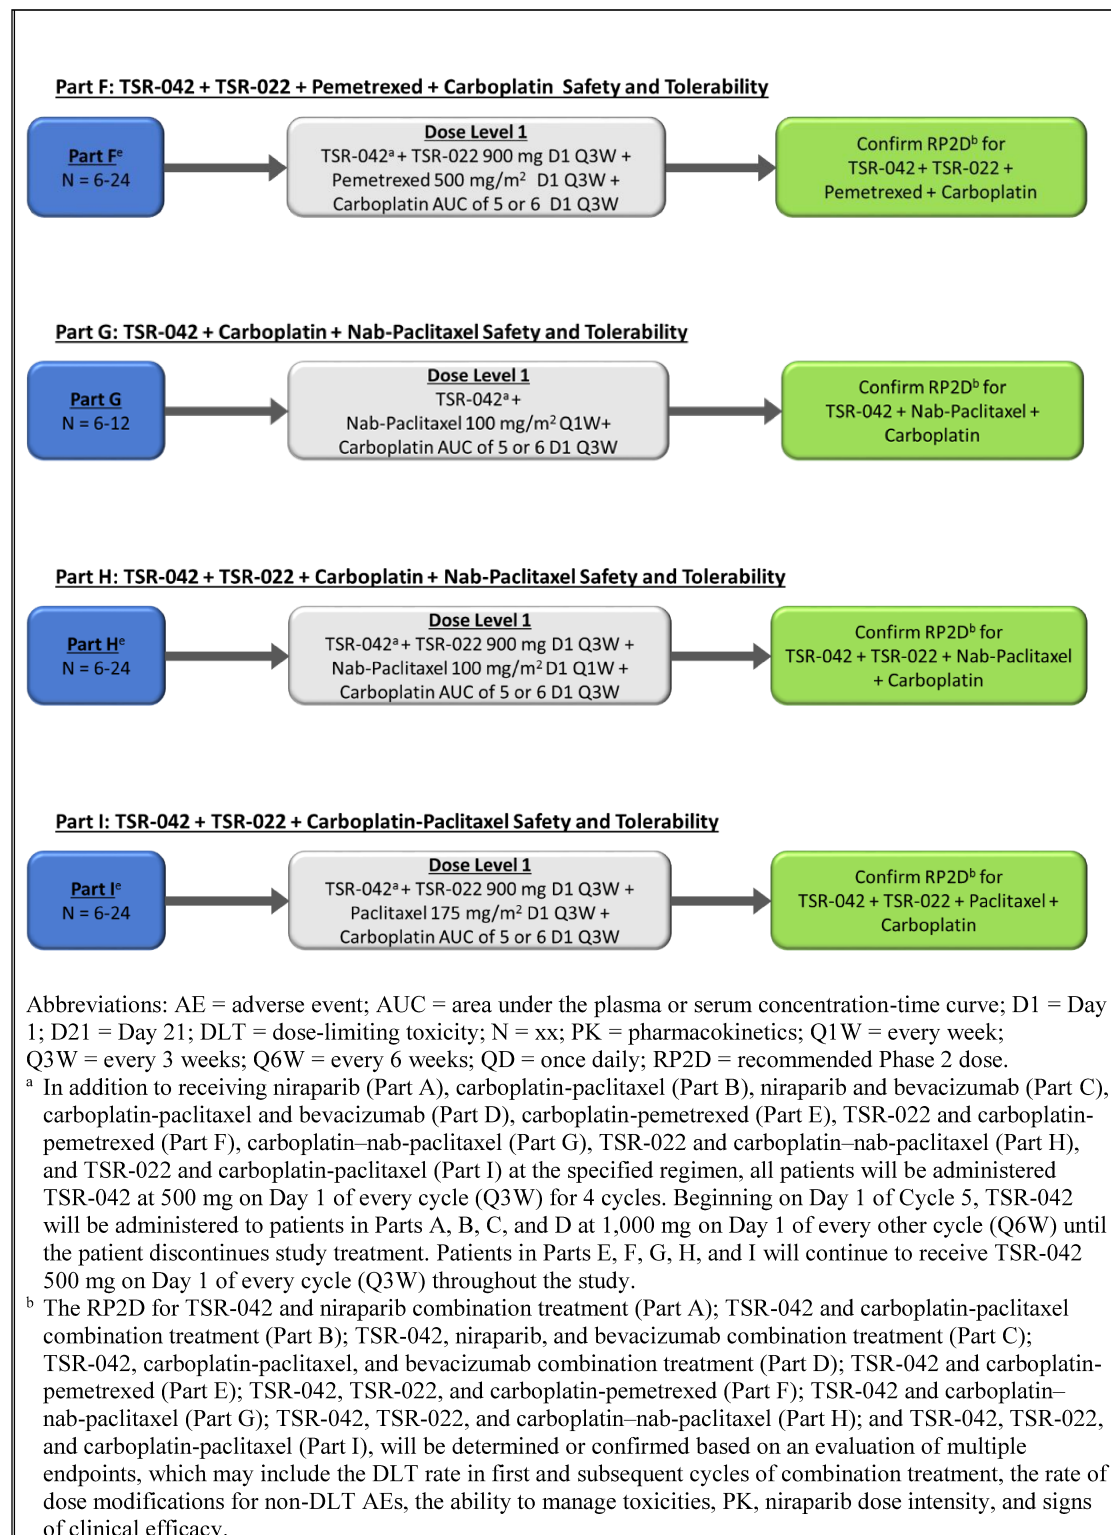 Part F: TSR-042 + TSR-022 + Pemetrexed + Carboplatin Safety and Tolerability
Part Fᵉ
N = 6-24
Dose Level 1
TSR-042ᵃ + TSR-022 900 mg D1 Q3W +
Pemetrexed 500 mg/m² D1 Q3W +
Carboplatin AUC of 5 or 6 D1 Q3W
Confirm RP2Dᵇ for
TSR-042 + TSR-022 +
Pemetrexed + Carboplatin
Part G: TSR-042 + Carboplatin + Nab-Paclitaxel Safety and Tolerability
Part G
N = 6-12
Dose Level 1
TSR-042ᵃ +
Nab-Paclitaxel 100 mg/m² Q1W+
Carboplatin AUC of 5 or 6 D1 Q3W
Confirm RP2Dᵇ for
TSR-042 + Nab-Paclitaxel +
Carboplatin
Part H: TSR-042 + TSR-022 + Carboplatin + Nab-Paclitaxel Safety and Tolerability
Part Hᵉ
N = 6-24
Dose Level 1
TSR-042ᵃ + TSR-022 900 mg D1 Q3W +
Nab-Paclitaxel 100 mg/m² D1 Q1W +
Carboplatin AUC of 5 or 6 D1 Q3W
Confirm RP2Dᵇ for
TSR-042 + TSR-022 + Nab-Paclitaxel
+ Carboplatin
Part I: TSR-042 + TSR-022 + Carboplatin-Paclitaxel Safety and Tolerability
Part Iᵉ
N = 6-24
Dose Level 1
TSR-042ᵃ + TSR-022 900 mg D1 Q3W +
Paclitaxel 175 mg/m² D1 Q3W +
Carboplatin AUC of 5 or 6 D1 Q3W
Confirm RP2Dᵇ for
TSR-042 + TSR-022 + Paclitaxel +
Carboplatin
Abbreviations: AE = adverse event; AUC = area under the plasma or serum concentration-time curve; D1 = Day
1; D21 = Day 21; DLT = dose-limiting toxicity; N = xx; PK = pharmacokinetics; Q1W = every week;
Q3W = every 3 weeks; Q6W = every 6 weeks; QD = once daily; RP2D = recommended Phase 2 dose.
ᵃ In addition to receiving niraparib (Part A), carboplatin-paclitaxel (Part B), niraparib and bevacizumab (Part C),
carboplatin-paclitaxel and bevacizumab (Part D), carboplatin-pemetrexed (Part E), TSR-022 and carboplatin-
pemetrexed (Part F), carboplatin–nab-paclitaxel (Part G), TSR-022 and carboplatin–nab-paclitaxel (Part H),
and TSR-022 and carboplatin-paclitaxel (Part I) at the specified regimen, all patients will be administered
TSR-042 at 500 mg on Day 1 of every cycle (Q3W) for 4 cycles. Beginning on Day 1 of Cycle 5, TSR-042
will be administered to patients in Parts A, B, C, and D at 1,000 mg on Day 1 of every other cycle (Q6W) until
the patient discontinues study treatment. Patients in Parts E, F, G, H, and I will continue to receive TSR-042
500 mg on Day 1 of every cycle (Q3W) throughout the study.
ᵇ The RP2D for TSR-042 and niraparib combination treatment (Part A); TSR-042 and carboplatin-paclitaxel
combination treatment (Part B); TSR-042, niraparib, and bevacizumab combination treatment (Part C);
TSR-042, carboplatin-paclitaxel, and bevacizumab combination treatment (Part D); TSR-042 and carboplatin-
pemetrexed (Part E); TSR-042, TSR-022, and carboplatin-pemetrexed (Part F); TSR-042 and carboplatin–
nab-paclitaxel (Part G); TSR-042, TSR-022, and carboplatin–nab-paclitaxel (Part H); and TSR-042, TSR-022,
and carboplatin-paclitaxel (Part I), will be determined or confirmed based on an evaluation of multiple
endpoints, which may include the DLT rate in first and subsequent cycles of combination treatment, the rate of
dose modifications for non-DLT AEs, the ability to manage toxicities, PK, niraparib dose intensity, and signs
of clinical efficacy.